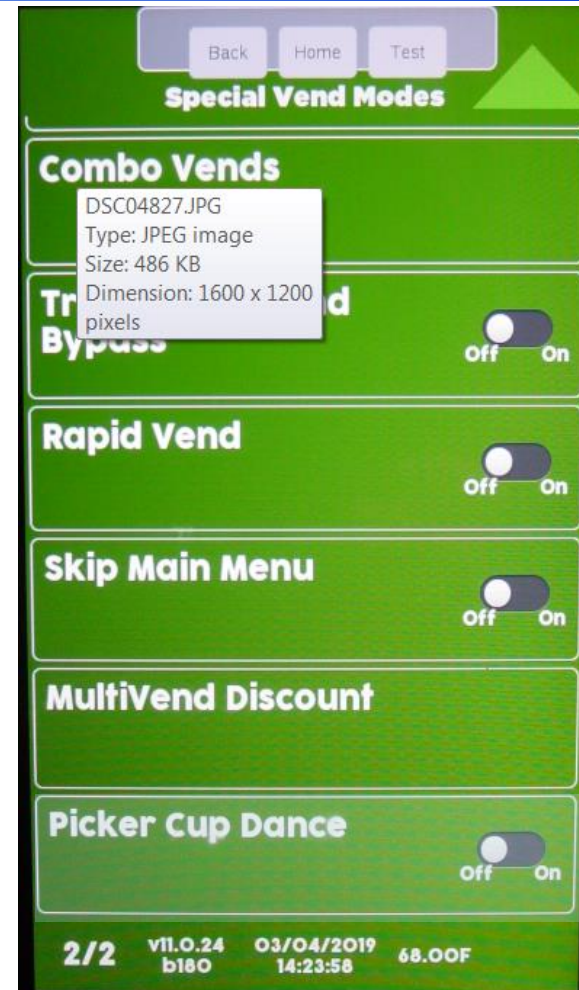 Back Home Test
Special Vend Modes
Combo Vends
DSC04827.JPG
Type: JPEG image
Size: 486 KB
Dimension: 1600 x 1200
pixels
Bypass
Off On
Rapid Vend
Off On
Skip Main Menu
Off On
MultiVend Discount
Picker Cup Dance
Off On
2/2 v11.0.24 03/04/2019 68.00F
b180 14:23:58